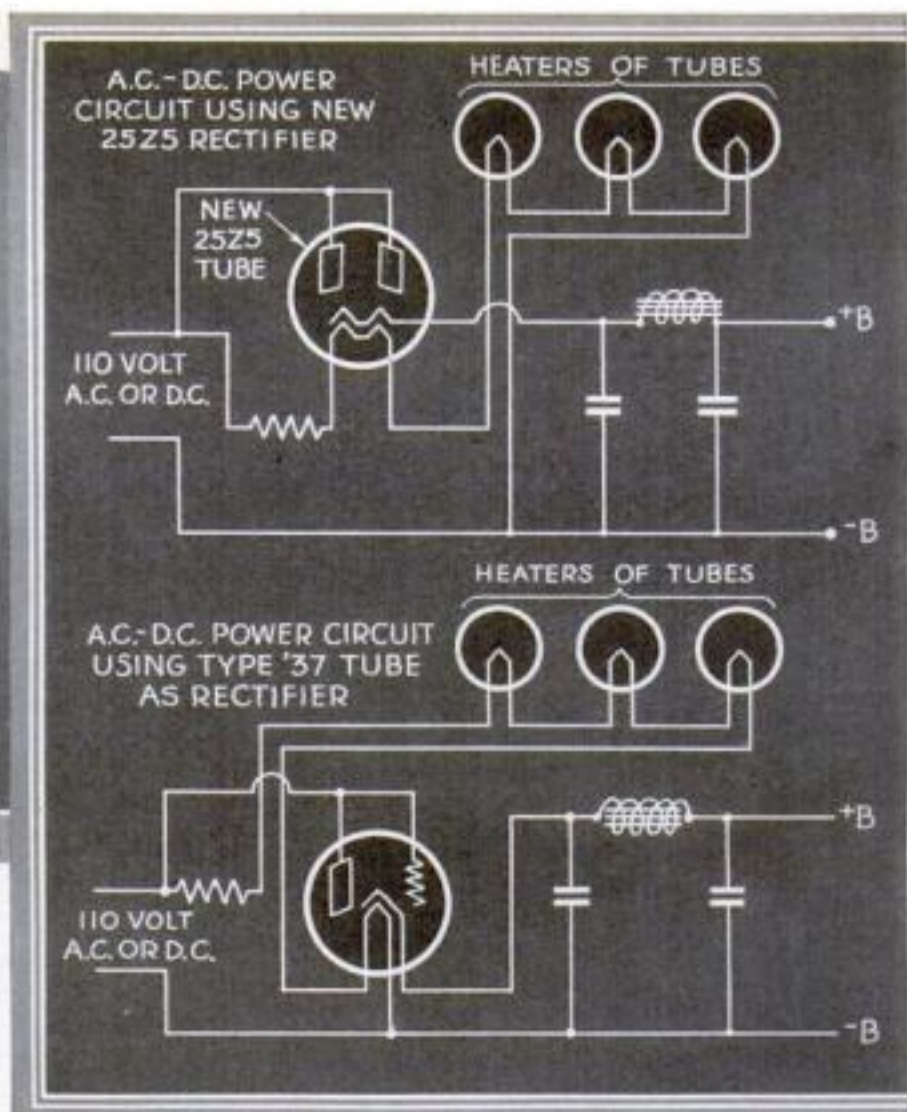 A.C.-D.C. POWER
CIRCUIT USING NEW
25Z5 RECTIFIER
HEATERS OF TUBES
NEW
25Z5
TUBE
110 VOLT
A.C. OR D.C.
+B
-B
HEATERS OF TUBES
A.C.-D.C. POWER CIRCUIT
USING TYPE '37 TUBE
AS RECTIFIER
110 VOLT
A.C. OR D.C.
+B
-B